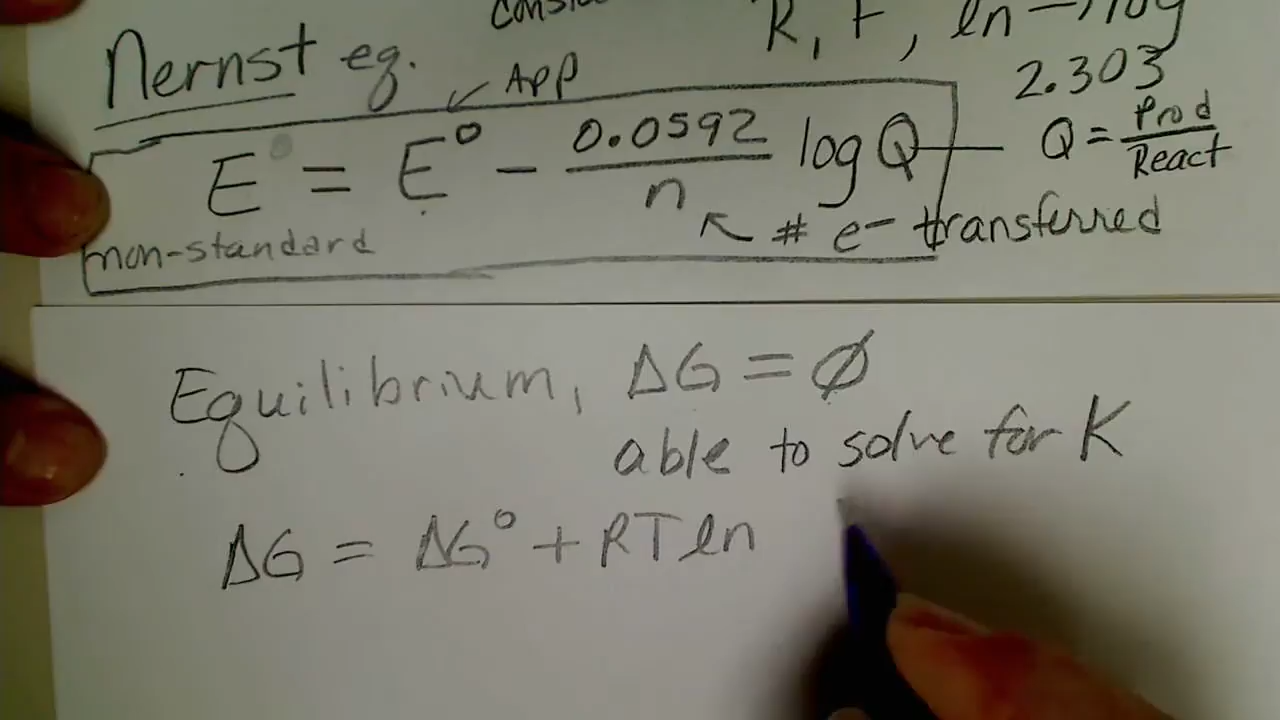 R, F, ln → log
Nernst eq.
APP
2.303
E = E° - 0.0592/n log Q
Q = Prod/React
non-standard
# e- transferred
Equilibrium, ΔG = ∅
able to solve for K
ΔG = ΔG° + RT ln